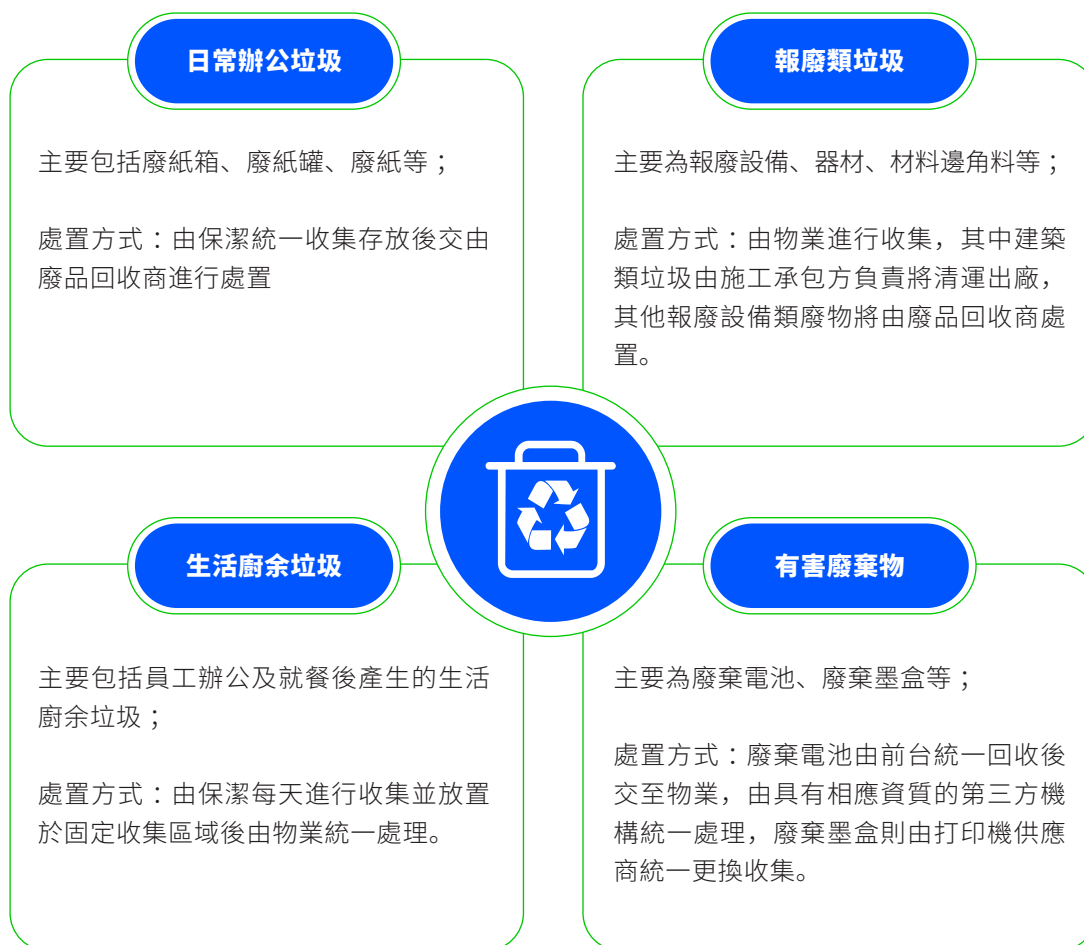 日常辦公垃圾
主要包括廢紙箱、廢紙罐、廢紙等；
處置方式：由保潔統一收集存放後交由
廢品回收商進行處置
報廢類垃圾
主要為報廢設備、器材、材料邊角料等；
處置方式：由物業進行收集，其中建築
類垃圾由施工承包方負責將清運出廠，
其他報廢設備類廢物將由廢品回收商處
置。
生活廚余垃圾
主要包括員工辦公及就餐後產生的生活
廚余垃圾；
處置方式：由保潔每天進行收集並放置
於固定收集區域後由物業統一處理。
有害廢棄物
主要為廢棄電池、廢棄墨盒等；
處置方式：廢棄電池由前台統一回收後
交至物業，由具有相應資質的第三方機
構統一處理，廢棄墨盒則由打印機供應
商統一更換收集。